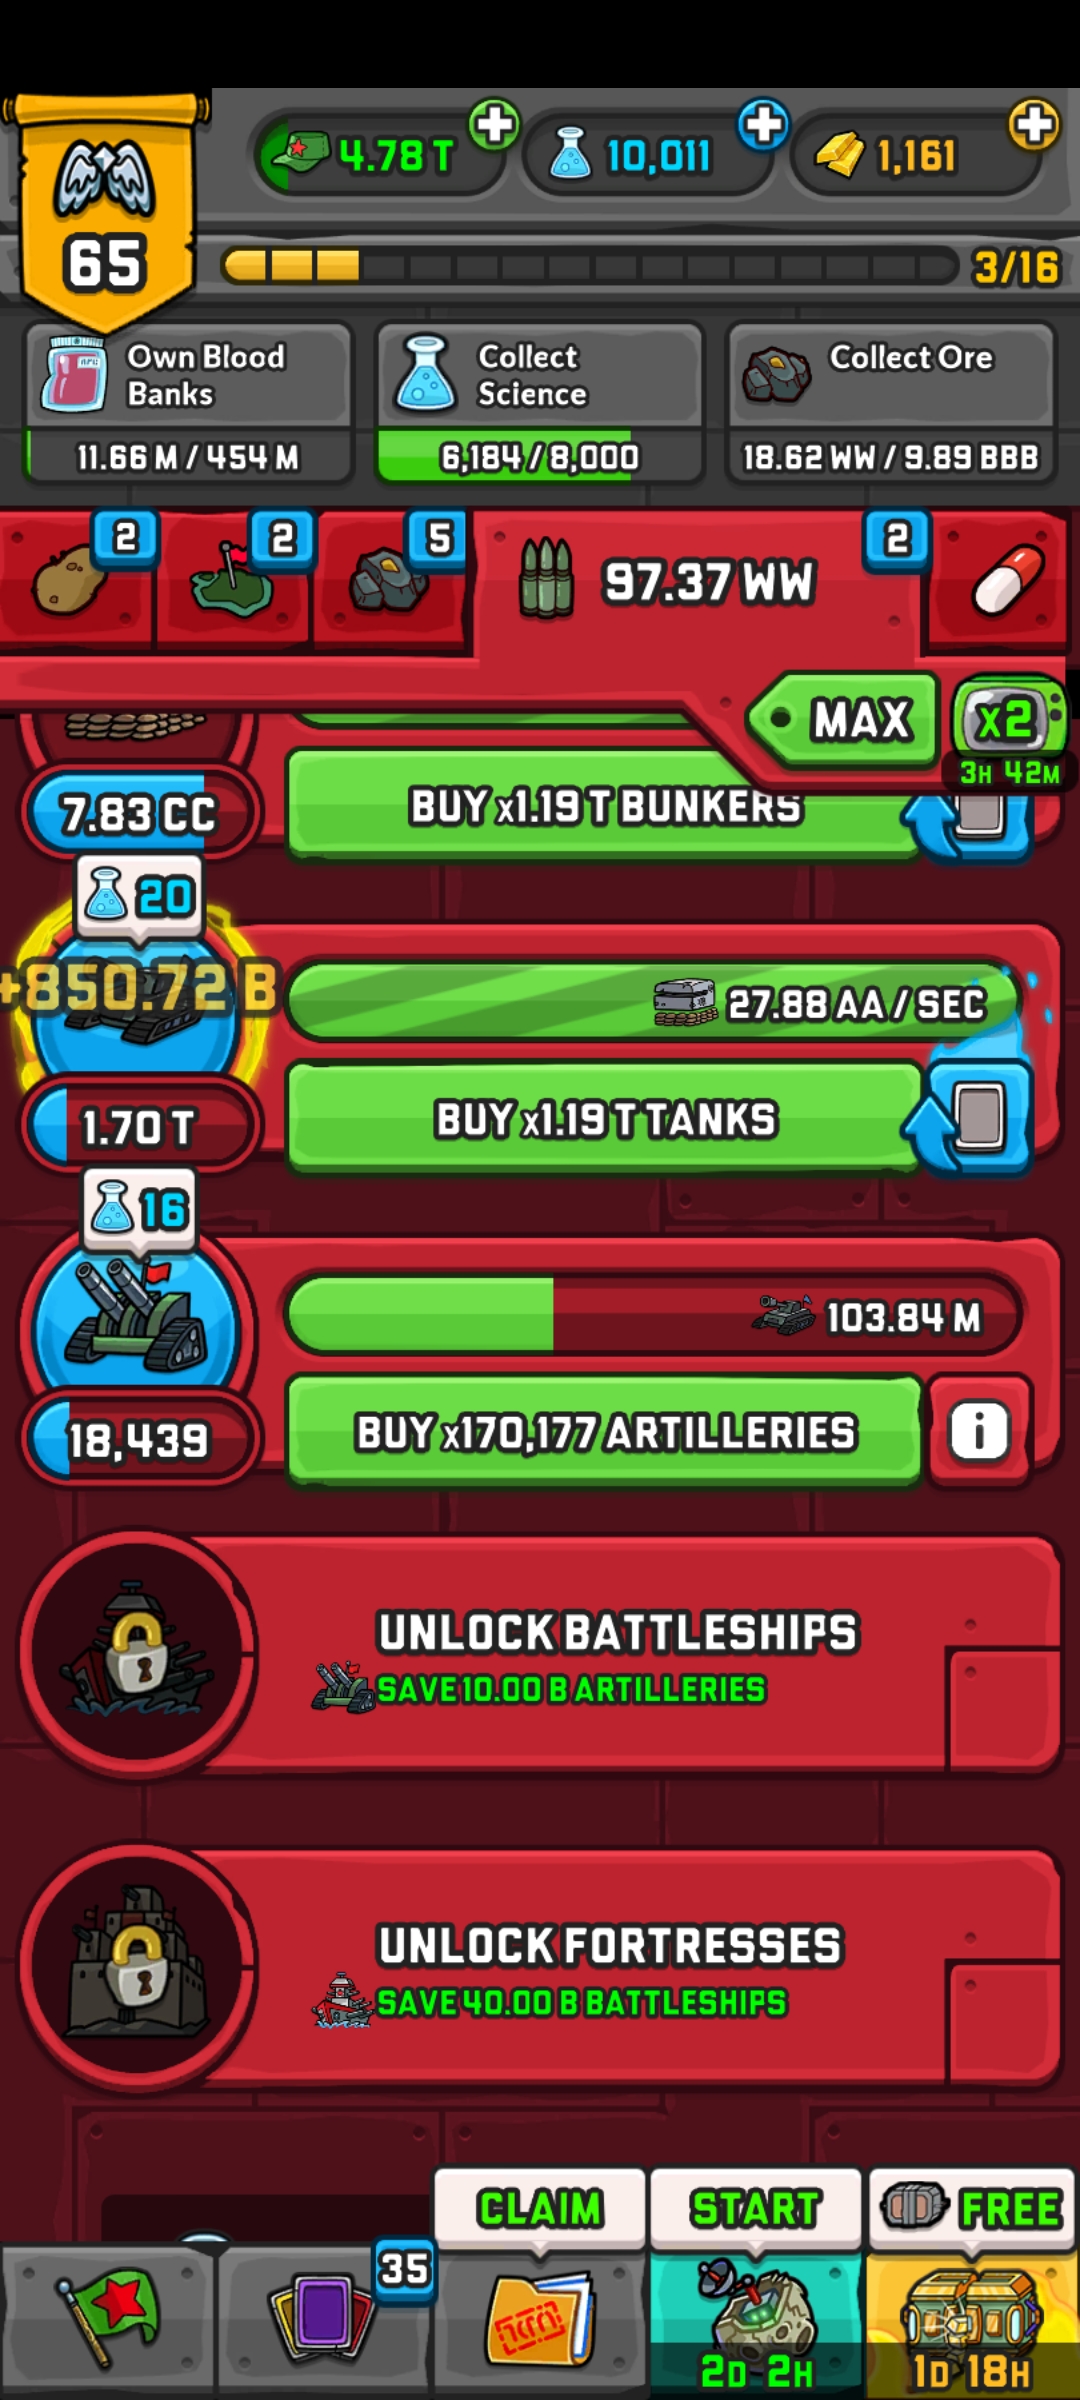 65
4.78 T
10,011
1,161
3/16
Own Blood Banks
11.66 M / 454 M
Collect Science
6,184 / 8,000
Collect Ore
18.62 WW / 9.89 BBB
2
2
5
97.37 WW
2
MAX
x2
3H 42M
7.83 CC
BUY x1.19 T BUNKERS
20
+850.72 B
27.88 AA / SEC
1.70 T
BUY x1.19 T TANKS
16
103.84 M
18,439
BUY x170,177 ARTILLERIES
i
UNLOCK BATTLESHIPS
SAVE 10.00 B ARTILLERIES
UNLOCK FORTRESSES
SAVE 40.00 B BATTLESHIPS
CLAIM
START
FREE
35
2D 2H
1D 18H